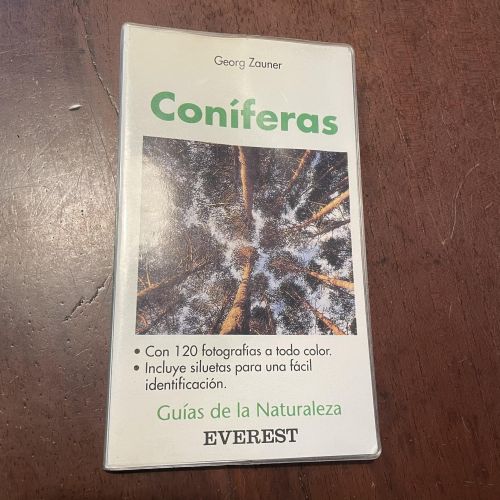 Georg Zauner
Coníferas
• Con 120 fotografías a todo color.
• Incluye siluetas para una fácil
identificación.
Guías de la Naturaleza
EVEREST